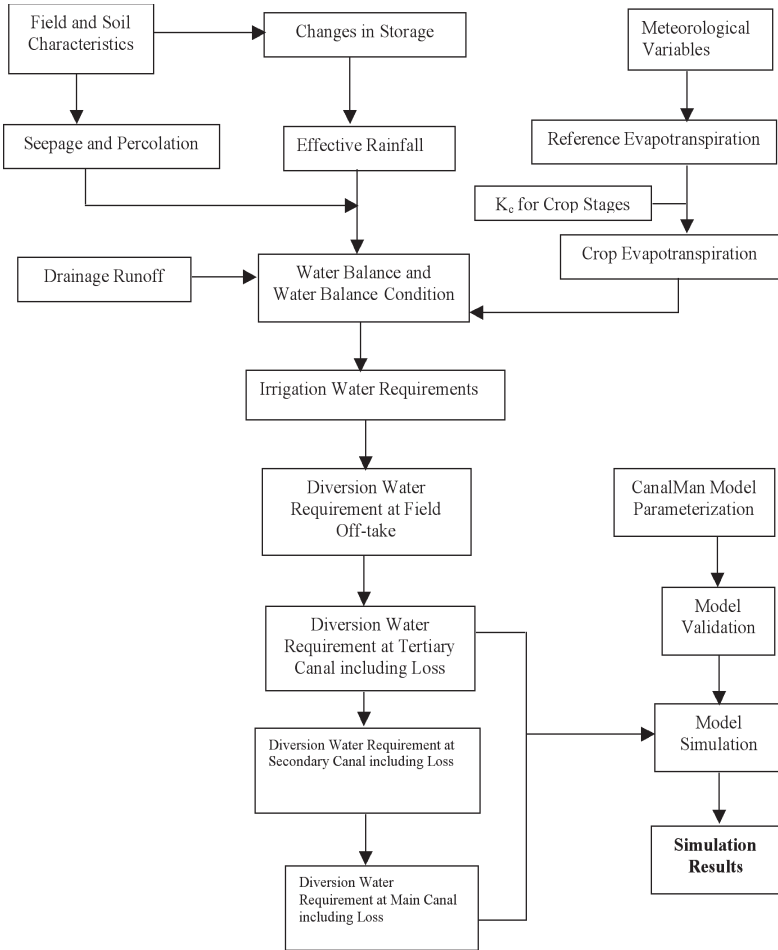 Field and Soil
Characteristics
Changes in Storage
Meteorological
Variables
Seepage and Percolation
Effective Rainfall
Reference Evapotranspiration
Kc for Crop Stages
Crop Evapotranspiration
Drainage Runoff
Water Balance and
Water Balance Condition
Irrigation Water Requirements
Diversion Water
Requirement at Field
Off-take
CanalMan Model
Parameterization
Diversion Water
Requirement at Tertiary
Canal including Loss
Model
Validation
Diversion Water Requirement at
Secondary Canal including Loss
Model
Simulation
Diversion Water
Requirement at Main Canal
including Loss
Simulation
Results